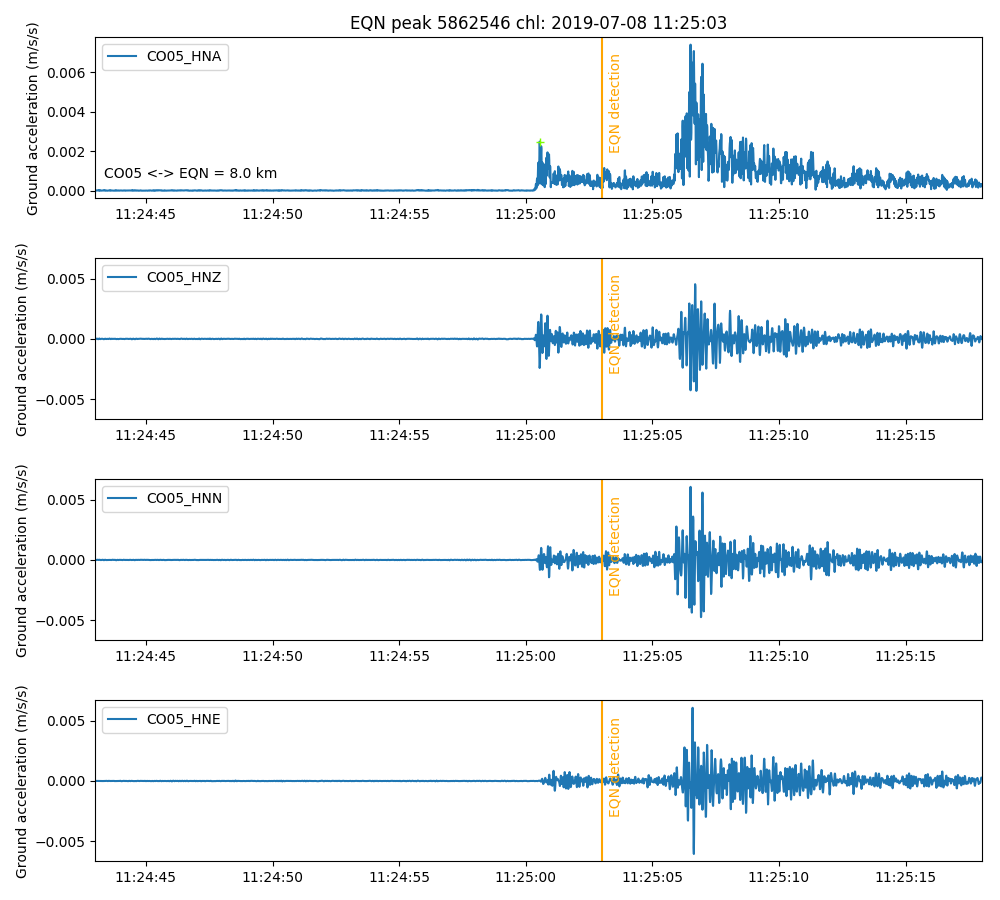 EQN peak 5862546 chl: 2019-07-08 11:25:03
Ground acceleration (m/s/s)
0.006
0.004
0.002
0.000
CO05_HNA
EQN detection
CO05 <-> EQN = 8.0 km
11:24:45 11:24:50 11:24:55 11:25:00 11:25:05 11:25:10 11:25:15
Ground acceleration (m/s/s)
0.005
0.000
−0.005
CO05_HNZ
EQN detection
11:24:45 11:24:50 11:24:55 11:25:00 11:25:05 11:25:10 11:25:15
Ground acceleration (m/s/s)
0.005
0.000
−0.005
CO05_HNN
EQN detection
11:24:45 11:24:50 11:24:55 11:25:00 11:25:05 11:25:10 11:25:15
Ground acceleration (m/s/s)
0.005
0.000
−0.005
CO05_HNE
EQN detection
11:24:45 11:24:50 11:24:55 11:25:00 11:25:05 11:25:10 11:25:15